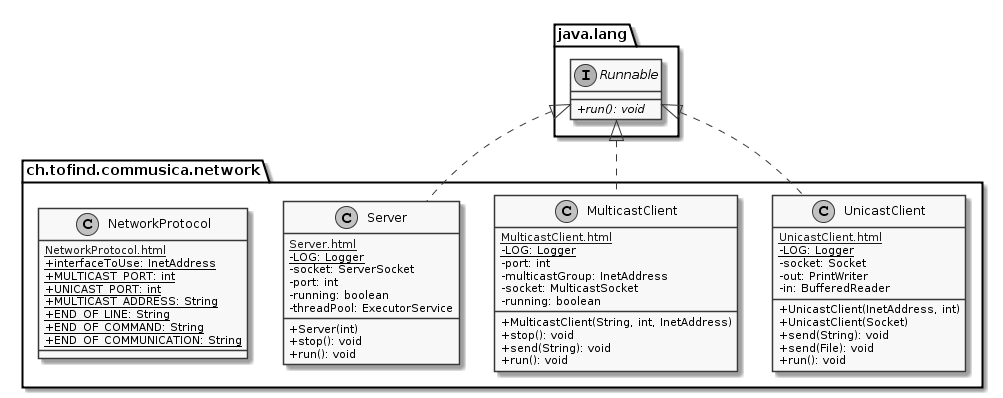 java.lang
I Runnable
+run(): void
ch.tofind.commusica.network
C NetworkProtocol
NetworkProtocol.html
+interfaceToUse: InetAddress
+MULTICAST_PORT: int
+UNICAST_PORT: int
+MULTICAST_ADDRESS: String
+END_OF_LINE: String
+END_OF_COMMAND: String
+END_OF_COMMUNICATION: String
C Server
Server.html
-LOG: Logger
-socket: ServerSocket
-port: int
-running: boolean
-threadPool: ExecutorService
+Server(int)
+stop(): void
+run(): void
C MulticastClient
MulticastClient.html
-LOG: Logger
-port: int
-multicastGroup: InetAddress
-socket: MulticastSocket
-running: boolean
+MulticastClient(String, int, InetAddress)
+stop(): void
+send(String): void
+run(): void
C UnicastClient
UnicastClient.html
-LOG: Logger
-socket: Socket
-out: PrintWriter
-in: BufferedReader
+UnicastClient(InetAddress, int)
+UnicastClient(Socket)
+send(String): void
+send(File): void
+run(): void